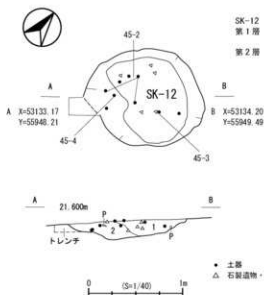 SK-12
第1層
第2層
45-2
A
B
SK-12
A X=53133.17
Y=55948.21
B X=53134.20
Y=55949.49
45-4
45-3
A
21.600m
B
P
2
1
P
トレンチ
● 土器
△ 石製造物・
0 (S=1/40) 1m